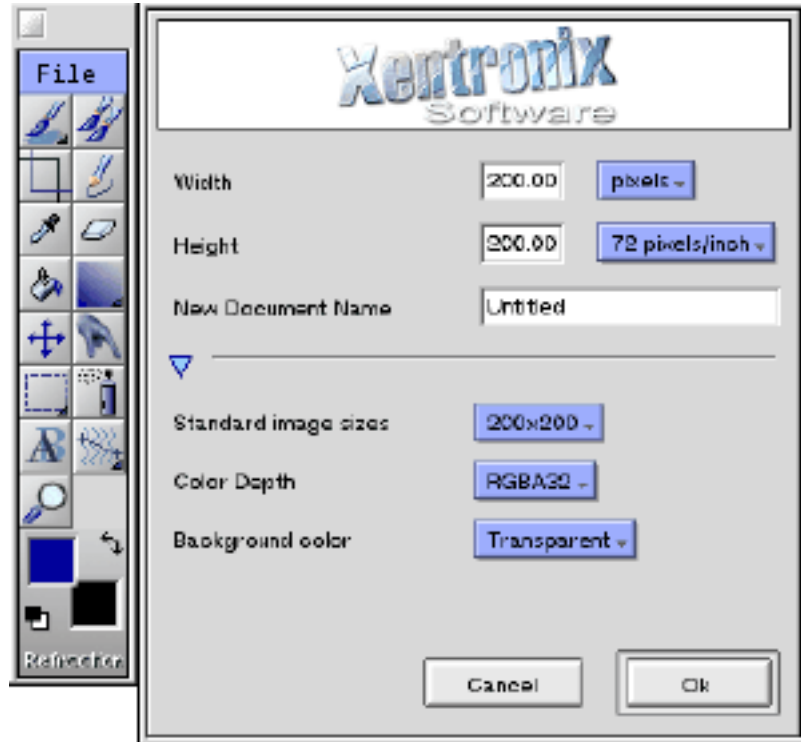 File
Xentronix
Software
Width 200.00 pixels
Height 200.00 72 pixels/inch
New Document Name Untitled
Standard image sizes 200x200
Color Depth RGBA32
Background color Transparent
Refraction
Cancel Ok